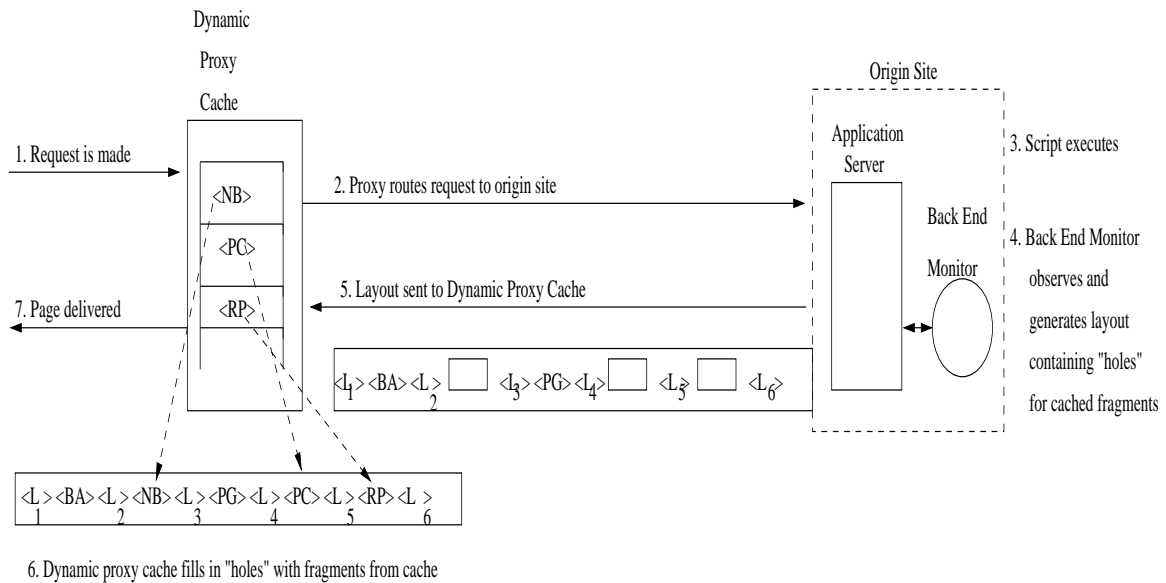 Dynamic
Proxy
Cache
Origin Site
1. Request is made
Application
Server
3. Script executes
<NB>
2. Proxy routes request to origin site
Back End
Monitor
<PC>
4. Back End Monitor
observes and
generates layout
containing "holes"
for cached fragments
5. Layout sent to Dynamic Proxy Cache
<RP>
7. Page delivered
<L1> <BA> <L2> <L3> <PG> <L4> <L5> <L6>
<L1> <BA> <L2> <NB> <L3> <PG> <L4> <PC> <L5> <RP> <L6>
6. Dynamic proxy cache fills in "holes" with fragments from cache